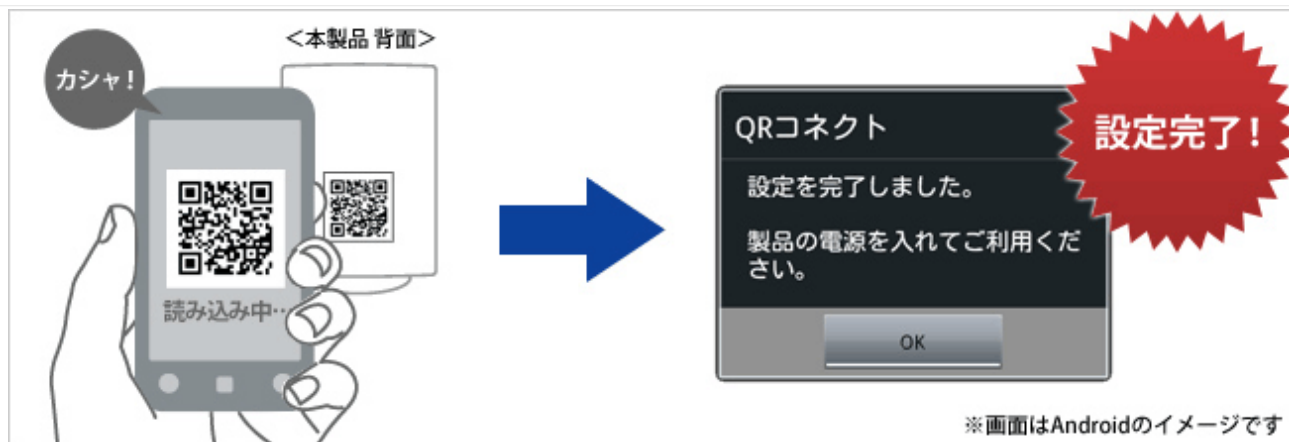 <本製品 背面>
カシャ!
読み込み中…
QRコネクト
設定を完了しました。
製品の電源を入れてご利用くだ
さい。
OK
設定完了!
※画面はAndroidのイメージです